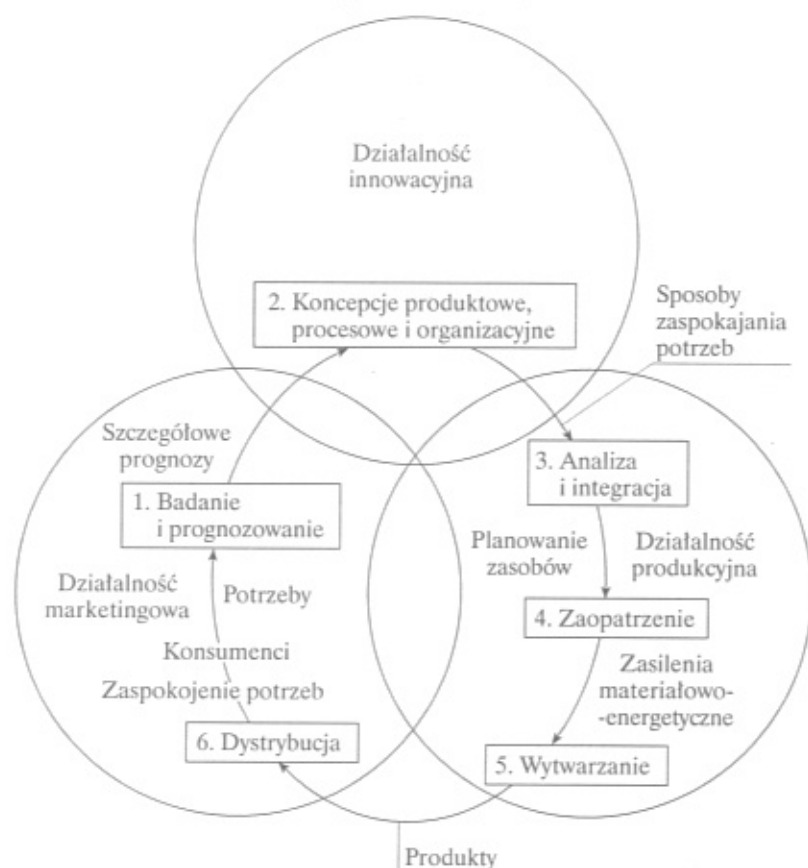 Działalność
innowacyjna
2. Koncepcje produktowe,
procesowe i organizacyjne
Sposoby
zaspokajania
potrzeb
Szczegółowe
prognozy
1. Badanie
i prognozowanie
3. Analiza
i integracja
Planowanie
zasobów
Działalność
produkcyjna
Działalność
marketingowa
Potrzeby
4. Zaopatrzenie
Konsumenci
Zaspokojenie potrzeb
Zasilenia
materiałowo-
-energetyczne
6. Dystrybucja
5. Wytwarzanie
Produkty